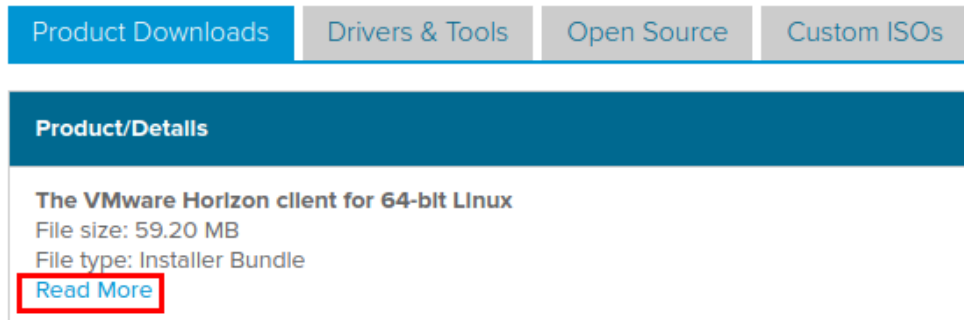 Product Downloads
Drivers & Tools
Open Source
Custom ISOs
Product/Details
The VMware Horizon client for 64-bit Linux
File size: 59.20 MB
File type: Installer Bundle
Read More